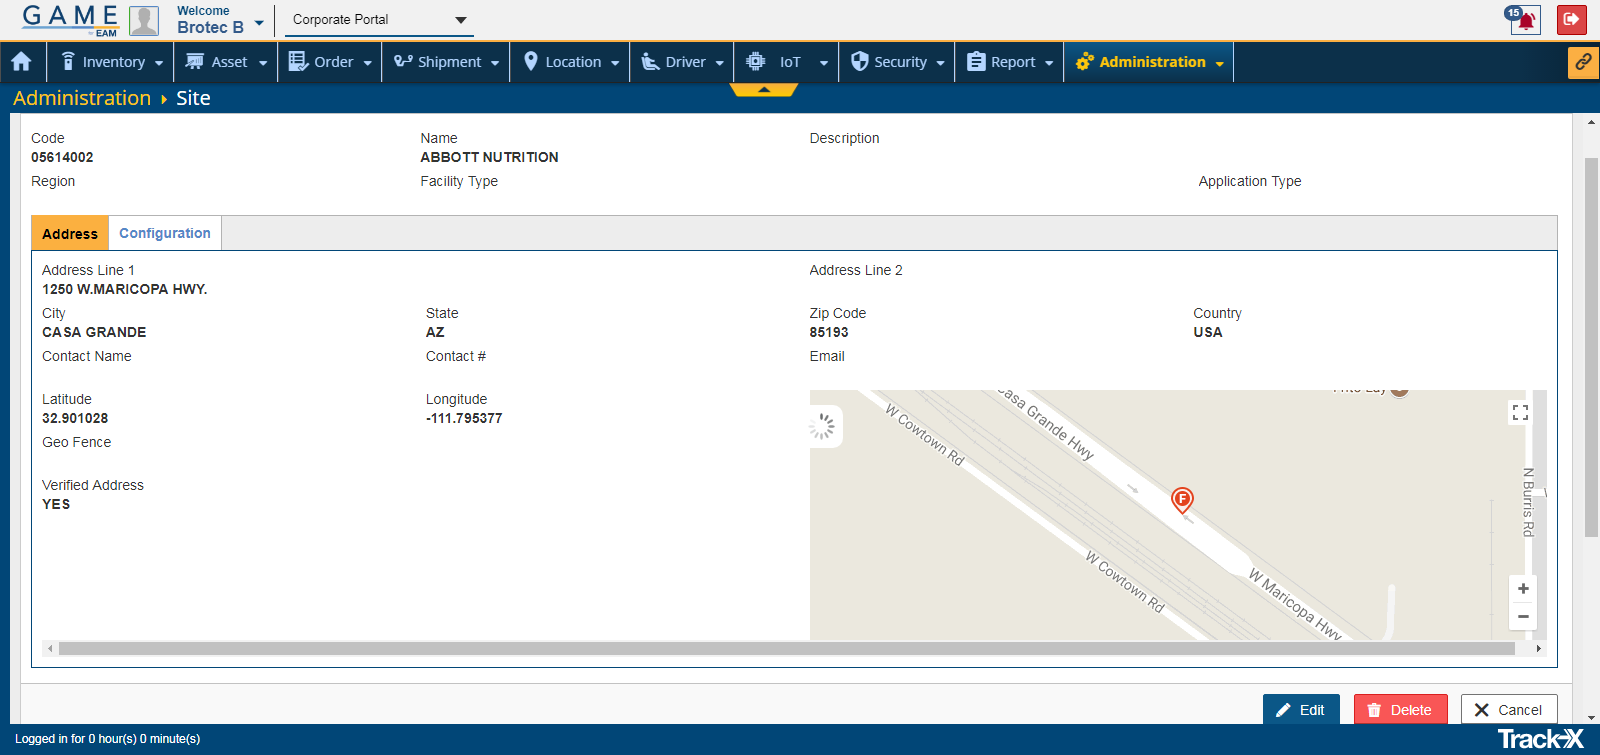 GAME
by EAM
Welcome
Brotec B
Corporate Portal
15
Inventory
Asset
Order
Shipment
Location
Driver
IoT
Security
Report
Administration
Administration
Site
Code
Name
Description
05614002
ABBOTT NUTRITION
Region
Facility Type
Application Type
Address
Configuration
Address Line 1
Address Line 2
1250 W.MARICOPA HWY.
City
State
Zip Code
Country
CASA GRANDE
AZ
85193
USA
Contact Name
Contact #
Email
Latitude
Longitude
32.901028
-111.795377
Geo Fence
Verified Address
YES
Casa Grande Hwy
W Cowtown Rd
F
N Burris Rd
W Cowtown Rd
W Maricopa Hwy
Edit
Delete
Cancel
Logged in for 0 hour(s) 0 minute(s)
Track-X